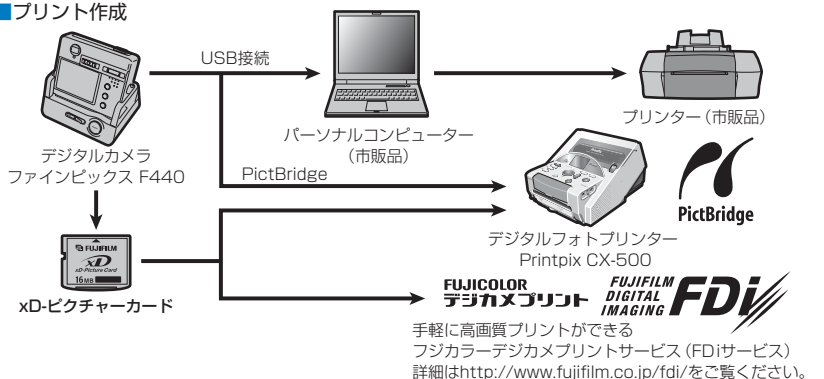 ■プリント作成
USB接続
パーソナルコンピューター
(市販品)
プリンター(市販品)
デジタルカメラ
ファインピックス F440
PictBridge
PictBridge
デジタルフォトプリンター
Printpix CX-500
FUJIFILM
xD
xD-Picture Card
16MB
xD-ピクチャーカード
FUJICOLOR
デジカメプリント
FUJIFILM
DIGITAL
IMAGING
FDi
手軽に高画質プリントができる
フジカラーデジカメプリントサービス(FDiサービス)
詳細はhttp://www.fujifilm.co.jp/fdi/をご覧ください。